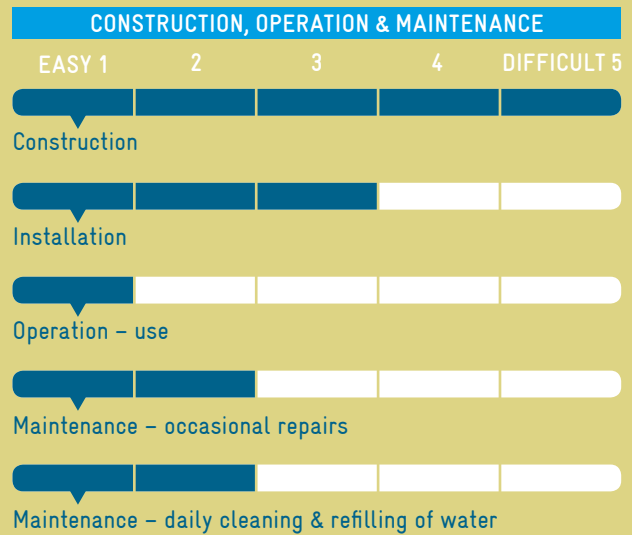 CONSTRUCTION, OPERATION & MAINTENANCE
EASY 1 2 3 4 DIFFICULT 5
Construction
Installation
Operation – use
Maintenance – occasional repairs
Maintenance – daily cleaning & refilling of water